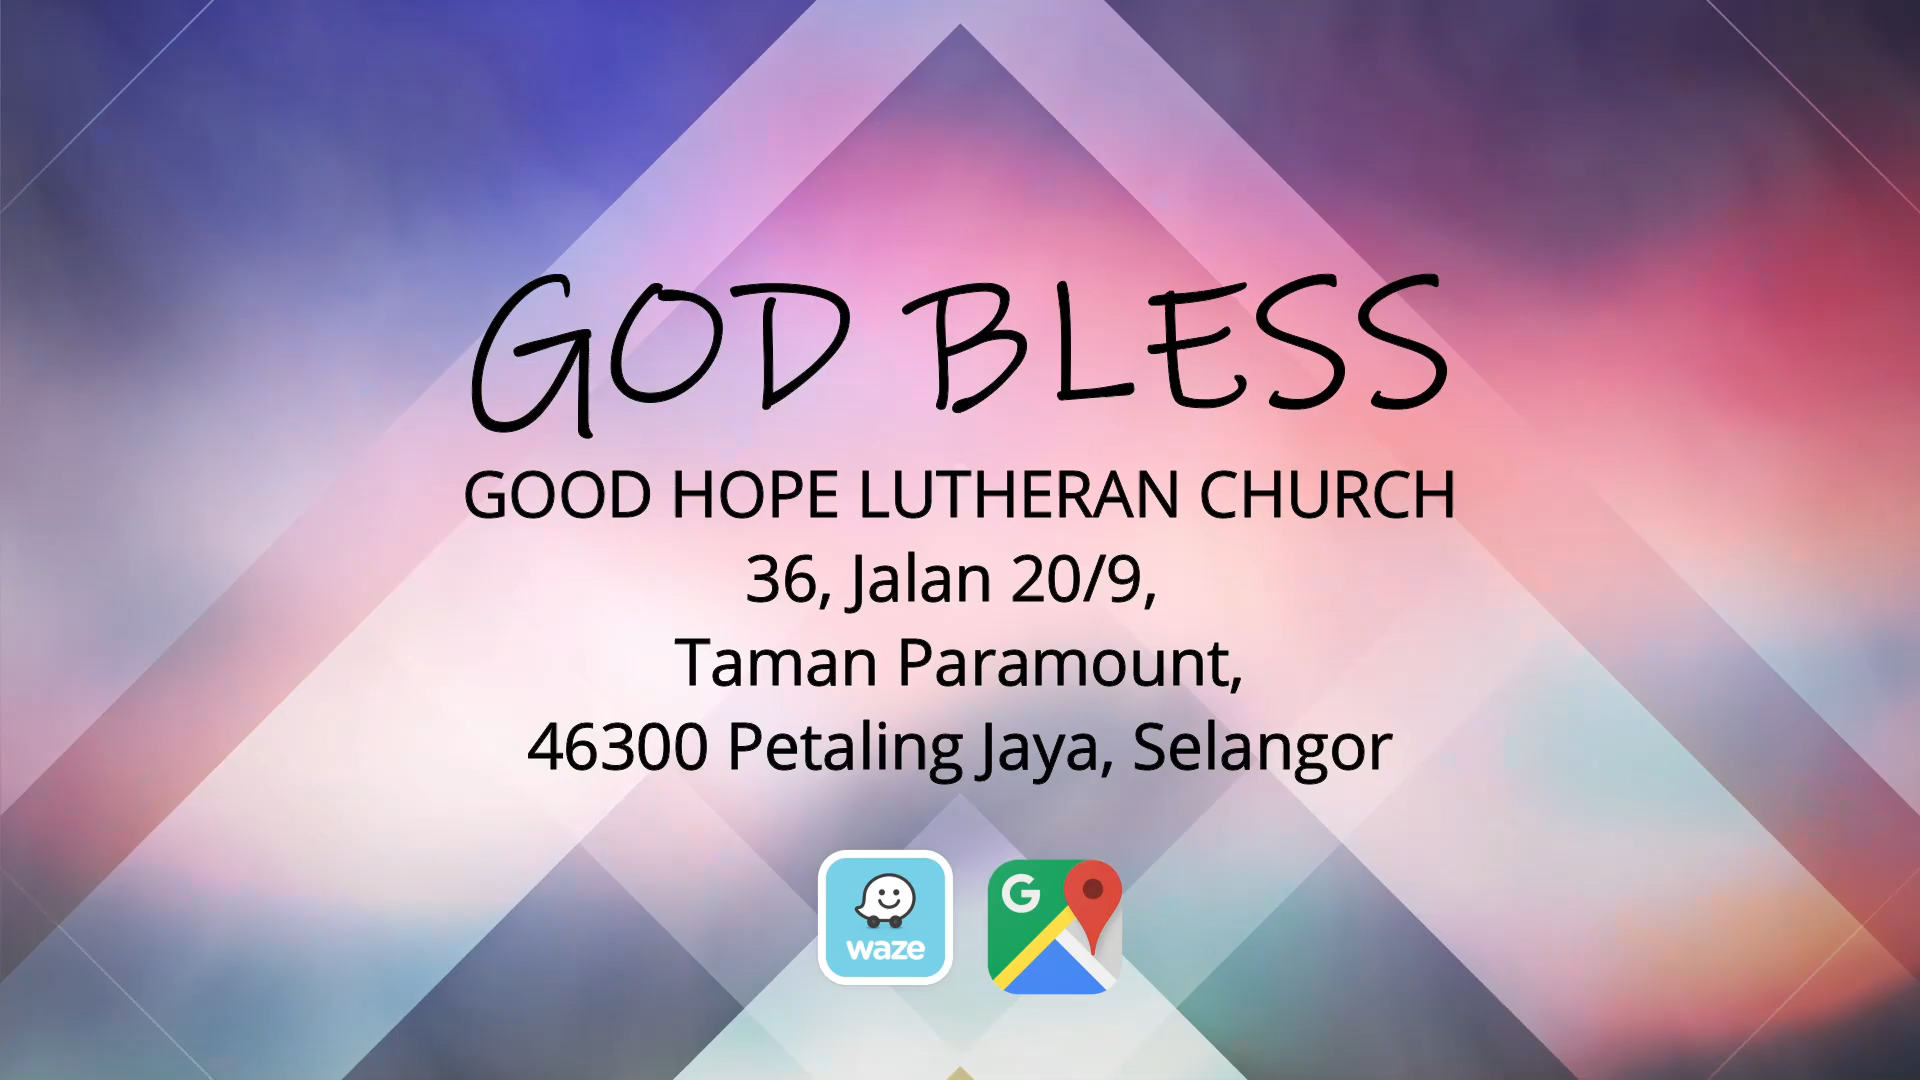 GOD BLESS
GOOD HOPE LUTHERAN CHURCH
36, Jalan 20/9,
Taman Paramount,
46300 Petaling Jaya, Selangor
G
waze